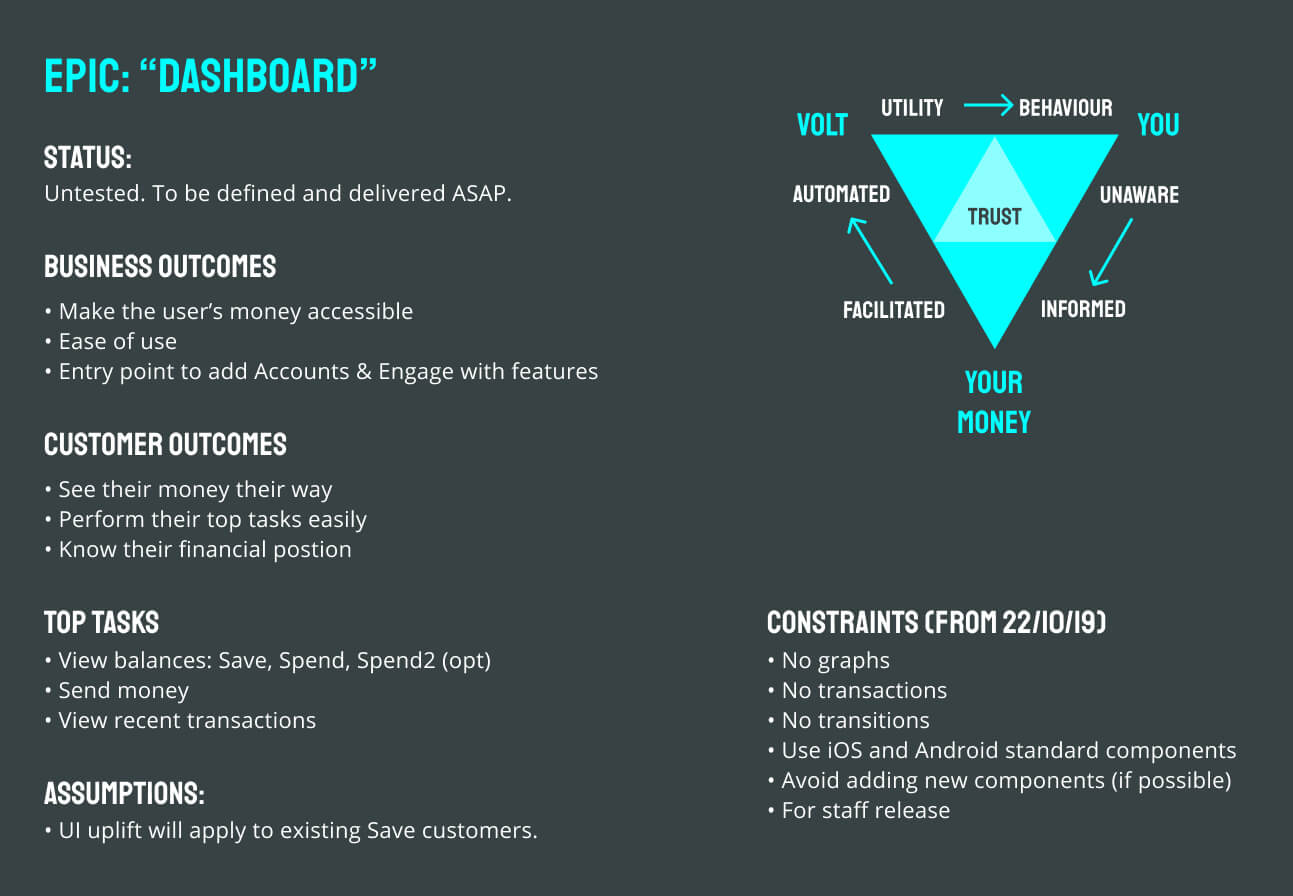 EPIC: “DASHBOARD”
STATUS:
Untested. To be defined and delivered ASAP.
BUSINESS OUTCOMES
• Make the user’s money accessible
• Ease of use
• Entry point to add Accounts & Engage with features
CUSTOMER OUTCOMES
• See their money their way
• Perform their top tasks easily
• Know their financial postion
TOP TASKS
• View balances: Save, Spend, Spend2 (opt)
• Send money
• View recent transactions
ASSUMPTIONS:
• UI uplift will apply to existing Save customers.
UTILITY → BEHAVIOUR
VOLT YOU
AUTOMATED UNAWARE
TRUST
FACILITATED INFORMED
YOUR
MONEY
CONSTRAINTS (FROM 22/10/19)
• No graphs
• No transactions
• No transitions
• Use iOS and Android standard components
• Avoid adding new components (if possible)
• For staff release